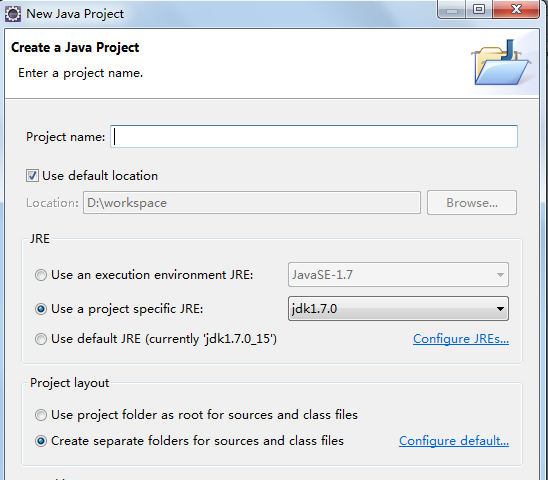 New Java Project
Create a Java Project
Enter a project name.
Project name:
Use default location
Location: D:\workspace Browse...
JRE
Use an execution environment JRE: JavaSE-1.7
Use a project specific JRE: jdk1.7.0
Use default JRE (currently 'jdk1.7.0_15') Configure JREs...
Project layout
Use project folder as root for sources and class files
Create separate folders for sources and class files Configure default...